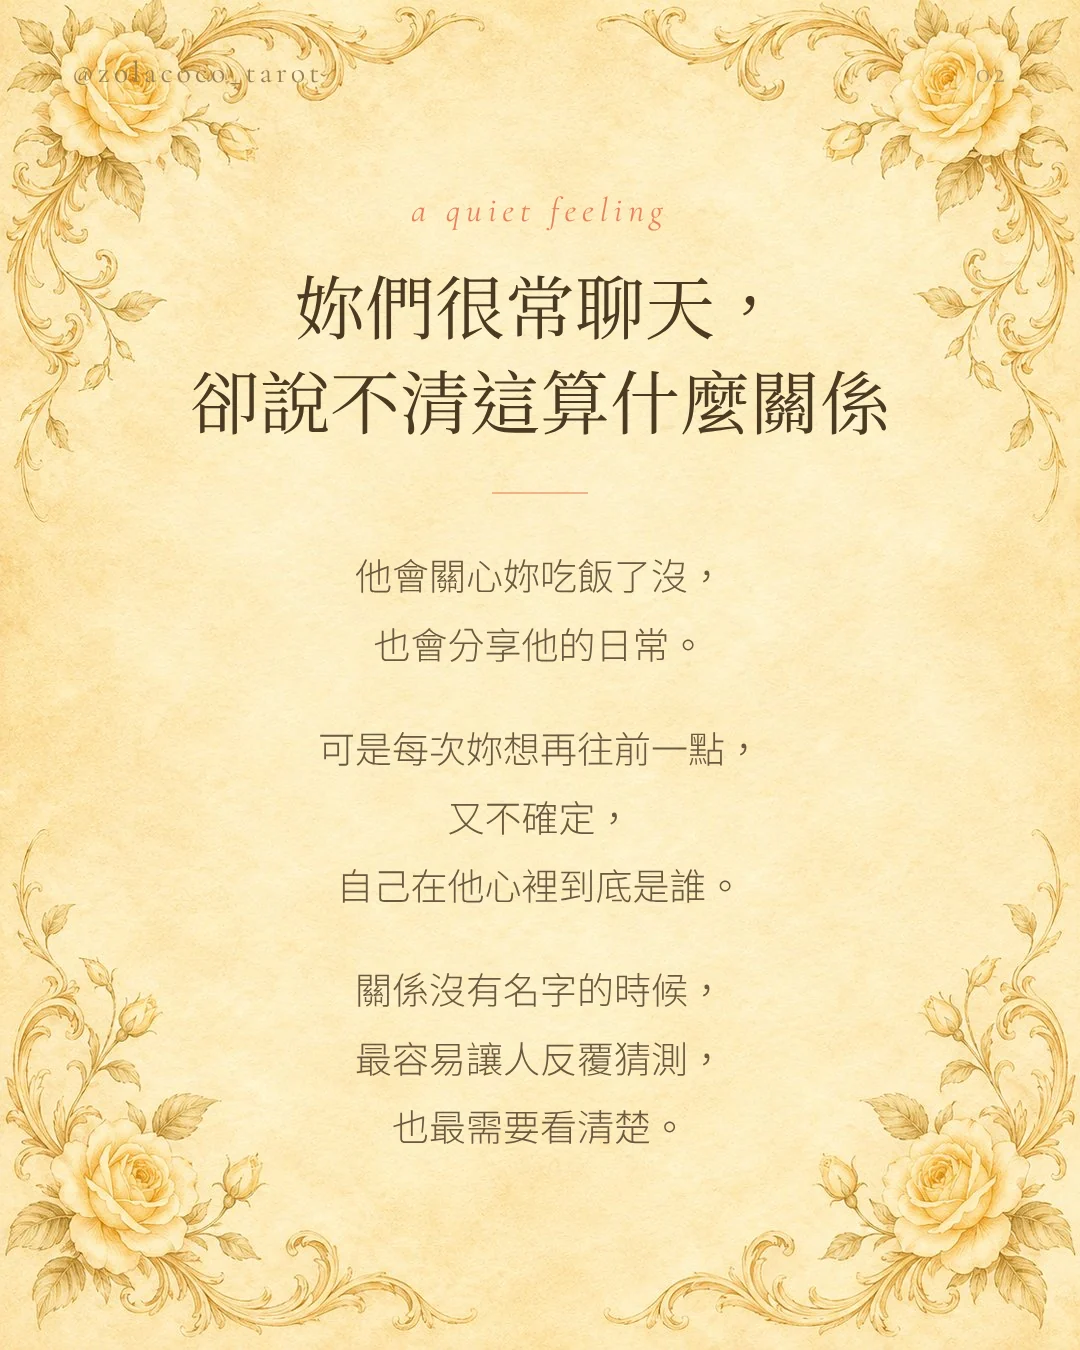 @zolacoco_tarot
02
a quiet feeling
妳們很常聊天，
卻說不清這算什麼關係
他會關心妳吃飯了沒，
也會分享他的日常。
可是每次妳想再往前一點，
又不確定，
自己在他心裡到底是誰。
關係沒有名字的時候，
最容易讓人反覆猜測，
也最需要看清楚。